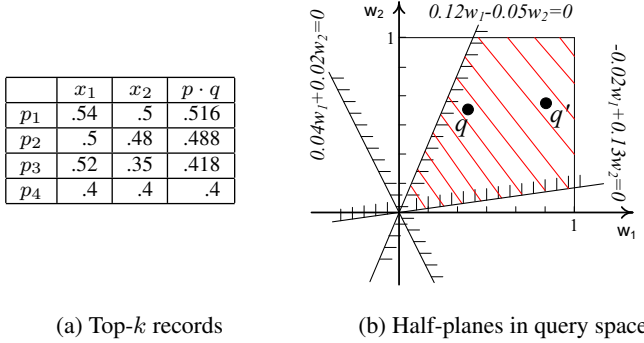 x1 x2 p · q
p1 .54 .5 .516
p2 .5 .48 .488
p3 .52 .35 .418
p4 .4 .4 .4
(a) Top-k records
w2
0.12w1-0.05w2=0
1
0.04w1+0.02w2=0
-0.02w1+0.13w2=0
q
q'
1
w1
(b) Half-planes in query space